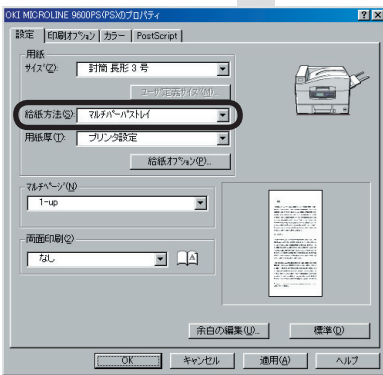 OKI MICROLINE 9600PS(PS)のプロパティ
設定 印刷オプション カラー PostScript
用紙
サイズ(Z): 封筒 長形 3 号
ユーザ定義サイズ(M)...
給紙方法(S): マルチパーパストレイ
用紙厚(T): プリンタ設定
給紙オプション(P)...
マルチページ(N)
1-up
両面印刷(2)
なし
余白の編集(U)... 標準(D)
OK キャンセル 適用(A) ヘルプ